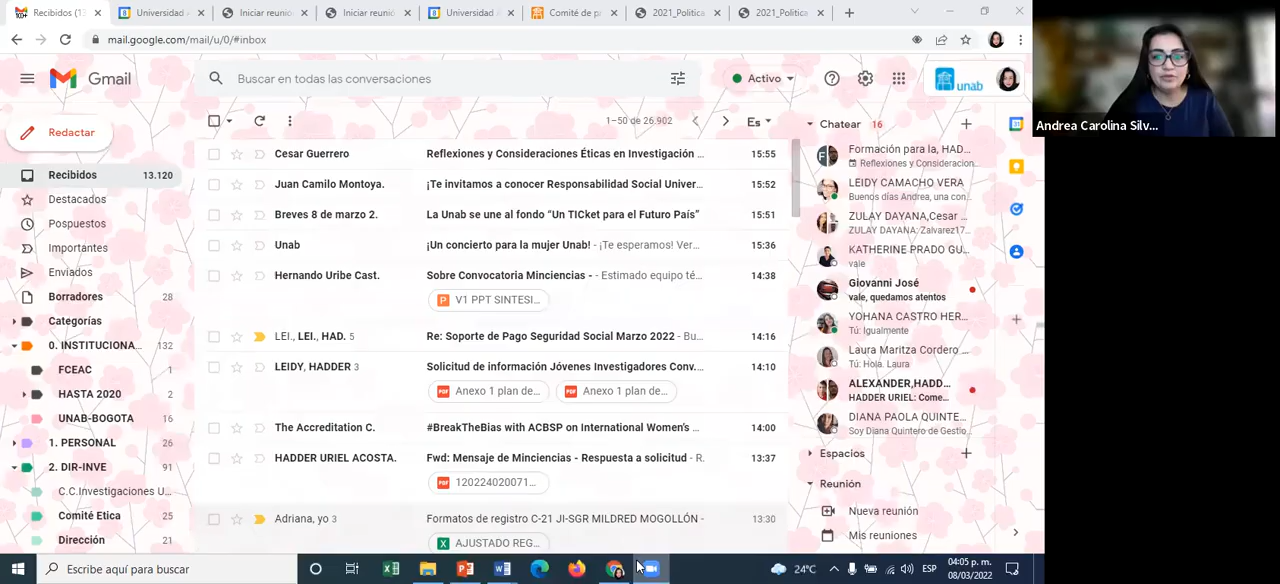 Recibidos (13
Universidad A
Iniciar reunió
Iniciar reunió
Universidad A
Comité de p
2021_Politica
2021_Politica
mail.google.com/mail/u/0/#inbox
Gmail
Buscar en todas las conversaciones
Activo
unab
Andrea Carolina Silv...
Redactar
1–50 de 26.902
Es
Recibidos 13.120
Destacados
Pospuestos
Importantes
Enviados
Borradores 28
Categorías
0. INSTITUCIONA... 132
FCEAC 1
HASTA 2020 2
UNAB-BOGOTA 16
1. PERSONAL 26
2. DIR-INVE 91
C.C.Investigaciones U...
Comité Etica 25
Dirección 21
Cesar Guerrero Reflexiones y Consideraciones Éticas en Investigación ... 15:55
Juan Camilo Montoya. ¡Te invitamos a conocer Responsabilidad Social Univer... 15:52
Breves 8 de marzo 2. La Unab se une al fondo “Un TICket para el Futuro País” 15:51
Unab ¡Un concierto para la mujer Unab! - ¡Te esperamos! Ver... 15:36
Hernando Uribe Cast. Sobre Convocatoria Minciencias - - Estimado equipo té... 14:38
P V1 PPT SINTESI...
LEI., LEI., HAD. 5 Re: Soporte de Pago Seguridad Social Marzo 2022 - Bu... 14:16
LEIDY, HADDER 3 Solicitud de información Jóvenes Investigadores Conv.... 14:10
PDF Anexo 1 plan de... PDF Anexo 1 plan de...
The Accreditation C. #BreakTheBias with ACBSP on International Women's ... 14:00
HADDER URIEL ACOSTA. Fwd: Mensaje de Minciencias - Respuesta a solicitud - R. 13:37
PDF 120224020071...
Adriana, yo 3 Formatos de registro C-21 JI-SGR MILDRED MOGOLLÓN - 13:30
X AJUSTADO REG...
Chatear 16
Formación para la, HAD...
Reflexiones y Consideracion...
LEIDY CAMACHO VERA
Buenos días Andrea, una con...
ZULAY DAYANA,Cesar ...
ZULAY DAYANA: Zalvarez17...
KATHERINE PRADO GU...
vale
Giovanni José
vale, quedamos atentos
YOHANA CASTRO HER...
Tú: Igualmente
Laura Maritza Cordero ...
Tú: Hola. Laura
ALEXANDER,HADD...
HADDER URIEL: Come...
DIANA PAOLA QUINTE...
Soy Diana Quintero de Gestio...
Espacios
Reunión
Nueva reunión
Mis reuniones
Escribe aquí para buscar
24°C
ESP
04:05 p. m.
08/03/2022